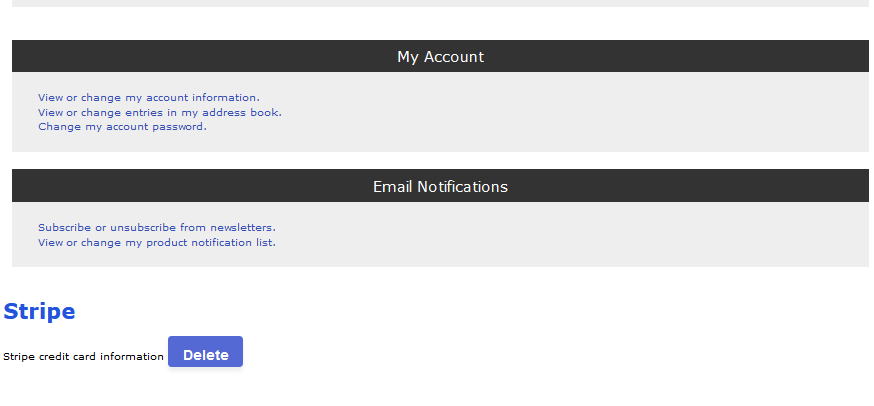 My Account
View or change my account information.
View or change entries in my address book.
Change my account password.
Email Notifications
Subscribe or unsubscribe from newsletters.
View or change my product notification list.
Stripe
Stripe credit card information Delete